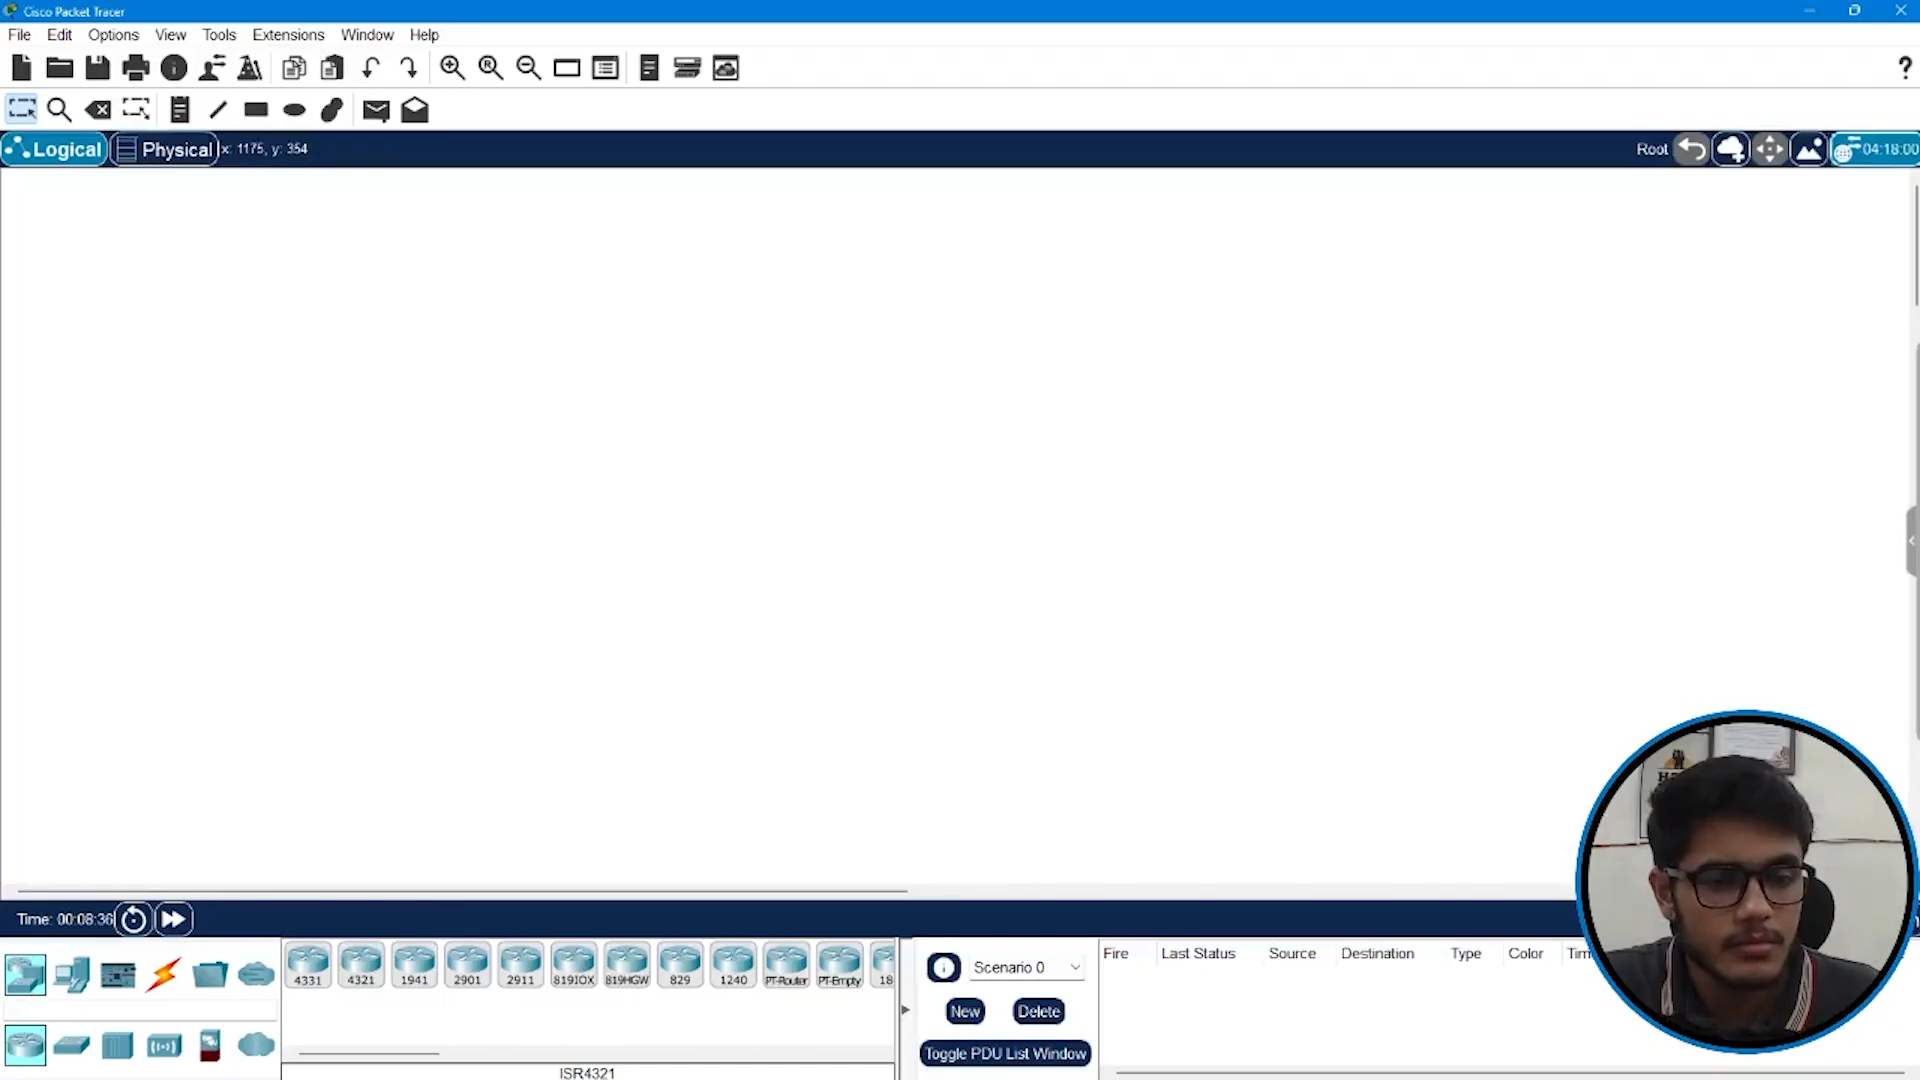 Cisco Packet Tracer
File Edit Options View Tools Extensions Window Help
?
Logical Physical x: 1175, y: 354 Root 04:18:00
Time: 00:08:36
4331 4321 1941 2901 2911 819IOX 819HGW 829 1240 PT-Router PT-Empty 18
ISR4321
Scenario 0
New Delete
Toggle PDU List Window
Fire Last Status Source Destination Type Color Tim